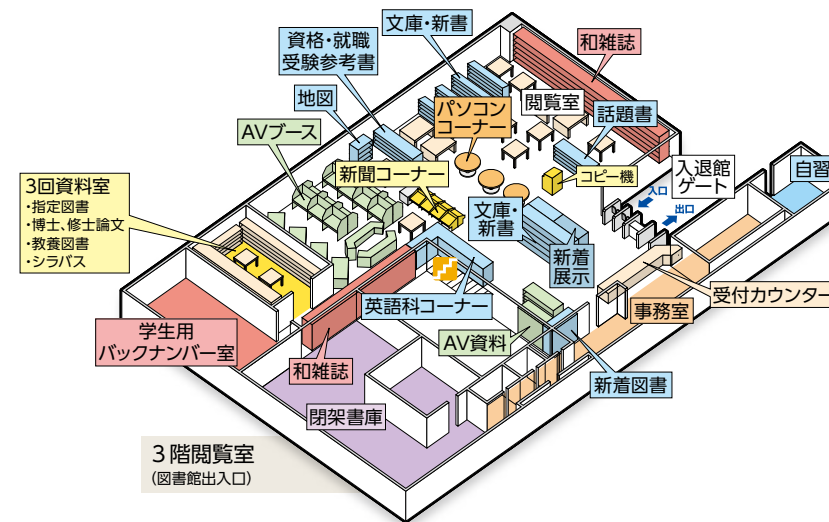 文庫・新書
資格・就職
受験参考書
和雑誌
地図
パソコン
コーナー
閲覧室
話題書
AVブース
新聞コーナー
コピー機
入退館
ゲート
自習
入口
出口
3回資料室
・指定図書
・博士、修士論文
・教養図書
・シラバス
文庫・
新書
新着
展示
英語科コーナー
受付カウンター
事務室
学生用
バックナンバー室
和雑誌
AV資料
新着図書
閉架書庫
3階閲覧室
(図書館出入口)